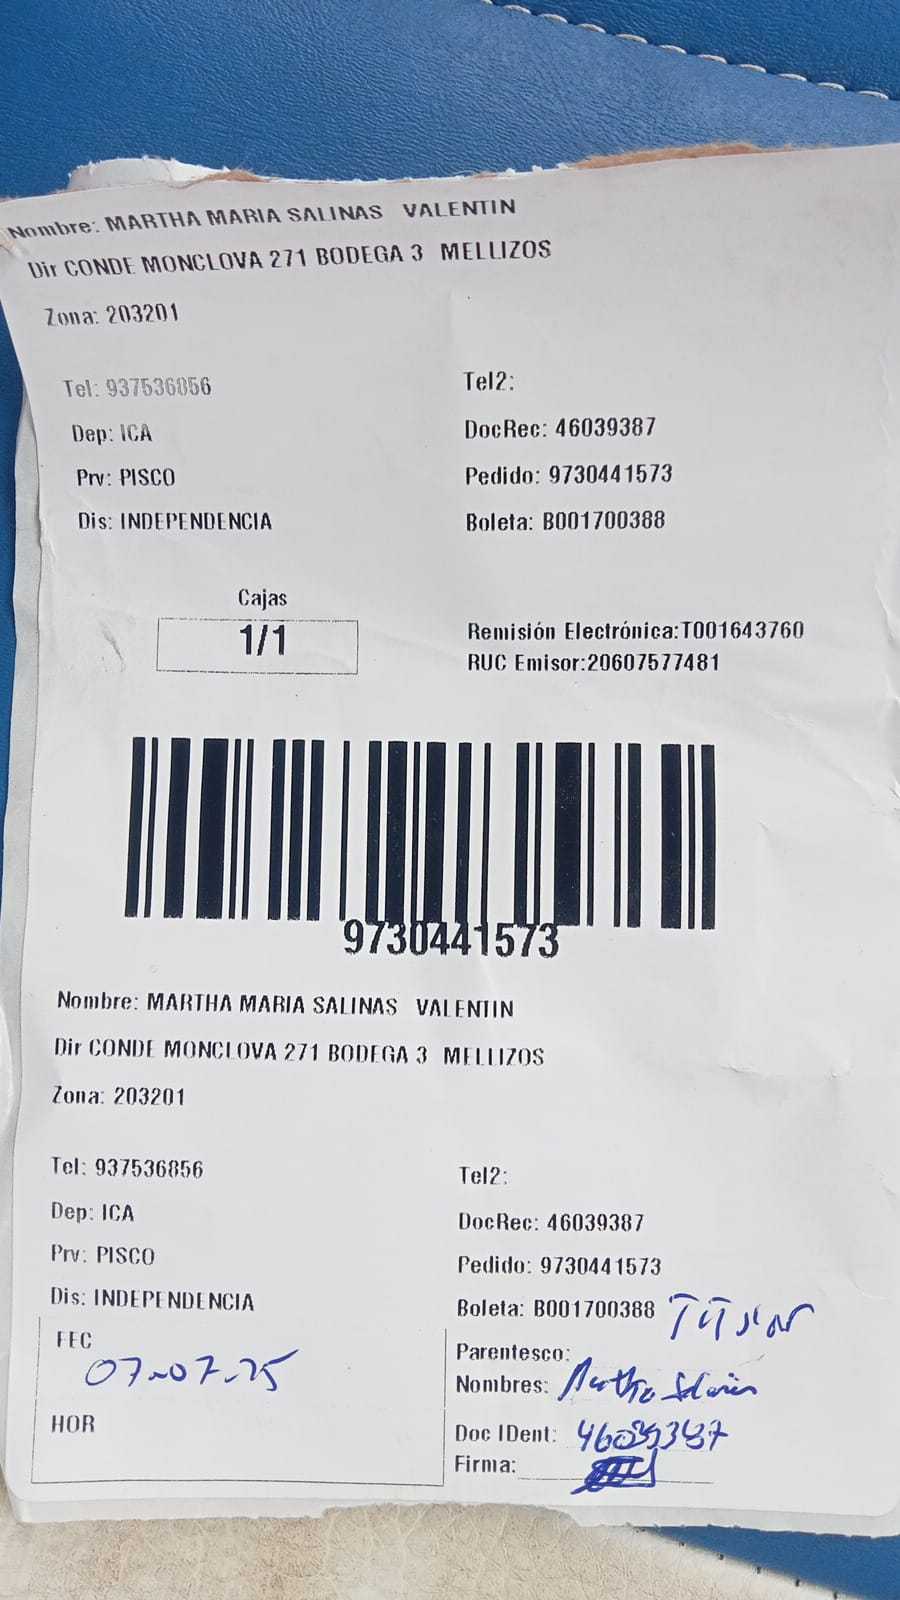 Nombre: MARTHA MARIA SALINAS VALENTIN
Dir CONDE MONCLOVA 271 BODEGA 3 MELLIZOS
Zona: 203201
Tel: 937536856 Tel2:
Dep: ICA DocRec: 46039387
Prv: PISCO Pedido: 9730441573
Dis: INDEPENDENCIA Boleta: B001700388
Cajas
1/1
Remisión Electrónica:T001643760
RUC Emisor:20607577481
9730441573
Nombre: MARTHA MARIA SALINAS VALENTIN
Dir CONDE MONCLOVA 271 BODEGA 3 MELLIZOS
Zona: 203201
Tel: 937536856 Tel2:
Dep: ICA DocRec: 46039387
Prv: PISCO Pedido: 9730441573
Dis: INDEPENDENCIA Boleta: B001700388 Titular
FEC 07-07-25
Parentesco:
Nombres: Martha Salinas
HOR
Doc IDent: 46039387
Firma: